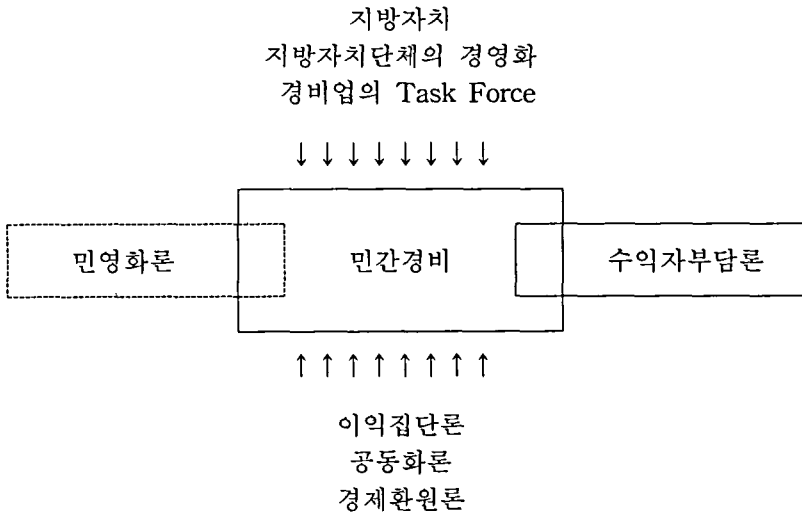 지방자치
지방자치단체의 경영화
경비업의 Task Force
↓ ↓ ↓ ↓ ↓ ↓ ↓ ↓
민영화론 민간경비 수익자부담론
↑ ↑ ↑ ↑ ↑ ↑ ↑ ↑
이익집단론
공동화론
경제환원론